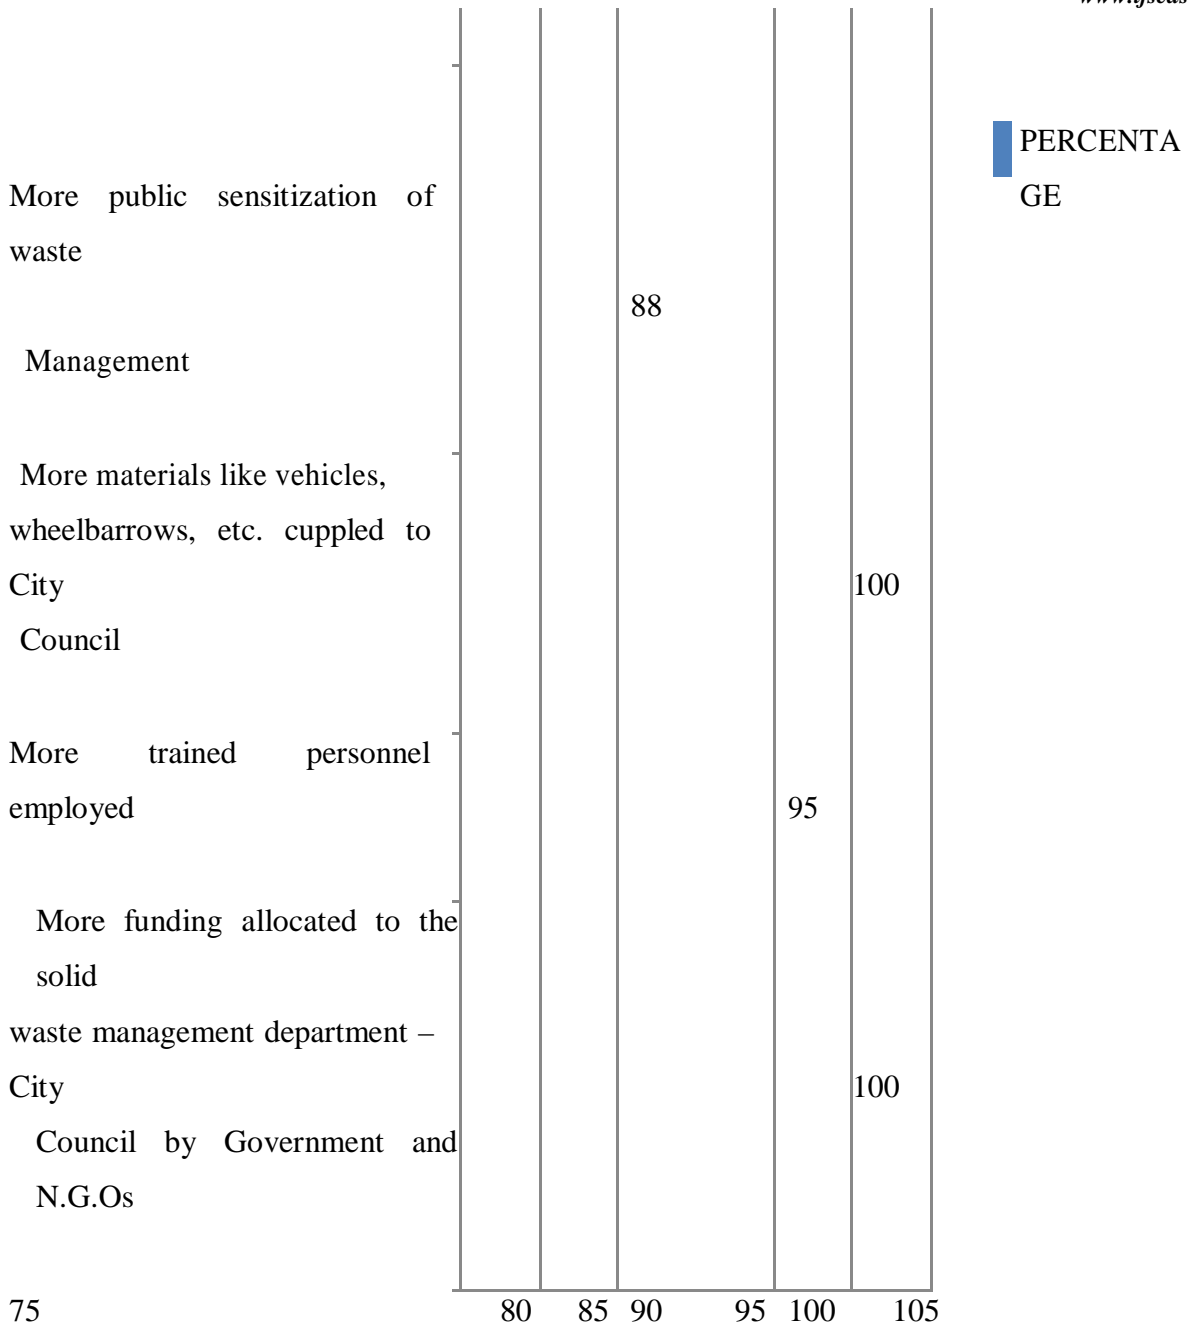 PERCENTA
GE
More public sensitization of
waste
88
Management
More materials like vehicles,
wheelbarrows, etc. cuppled to
City
100
Council
More trained personnel
employed
95
More funding allocated to the
solid
waste management department –
City
100
Council by Government and
N.G.Os
75 80 85 90 95 100 105